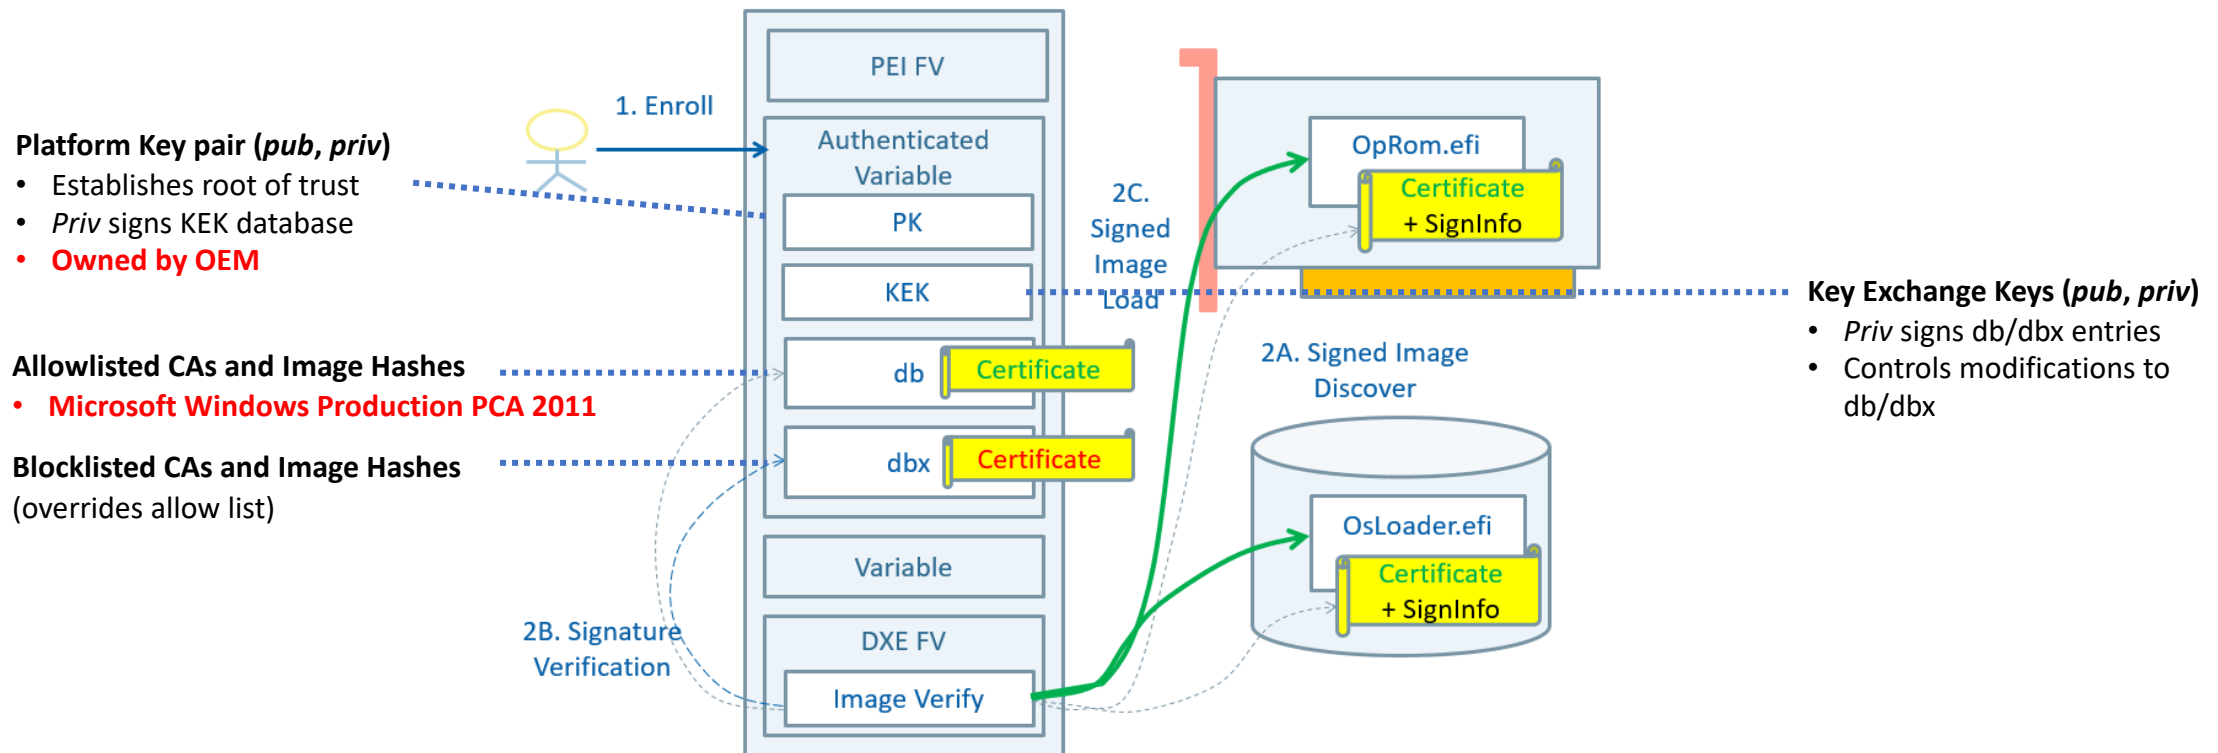 PEI FV
1. Enroll
Authenticated
Variable
PK
KEK
db
Certificate
dbx
Certificate
Variable
DXE FV
Image Verify
Platform Key pair (pub, priv)
• Establishes root of trust
• Priv signs KEK database
• Owned by OEM
Allowlisted CAs and Image Hashes
• Microsoft Windows Production PCA 2011
Blocklisted CAs and Image Hashes
(overrides allow list)
2B. Signature
Verification
2C.
Signed
Image
Load
OpRom.efi
Certificate
+ SignInfo
2A. Signed Image
Discover
OsLoader.efi
Certificate
+ SignInfo
Key Exchange Keys (pub, priv)
• Priv signs db/dbx entries
• Controls modifications to
db/dbx